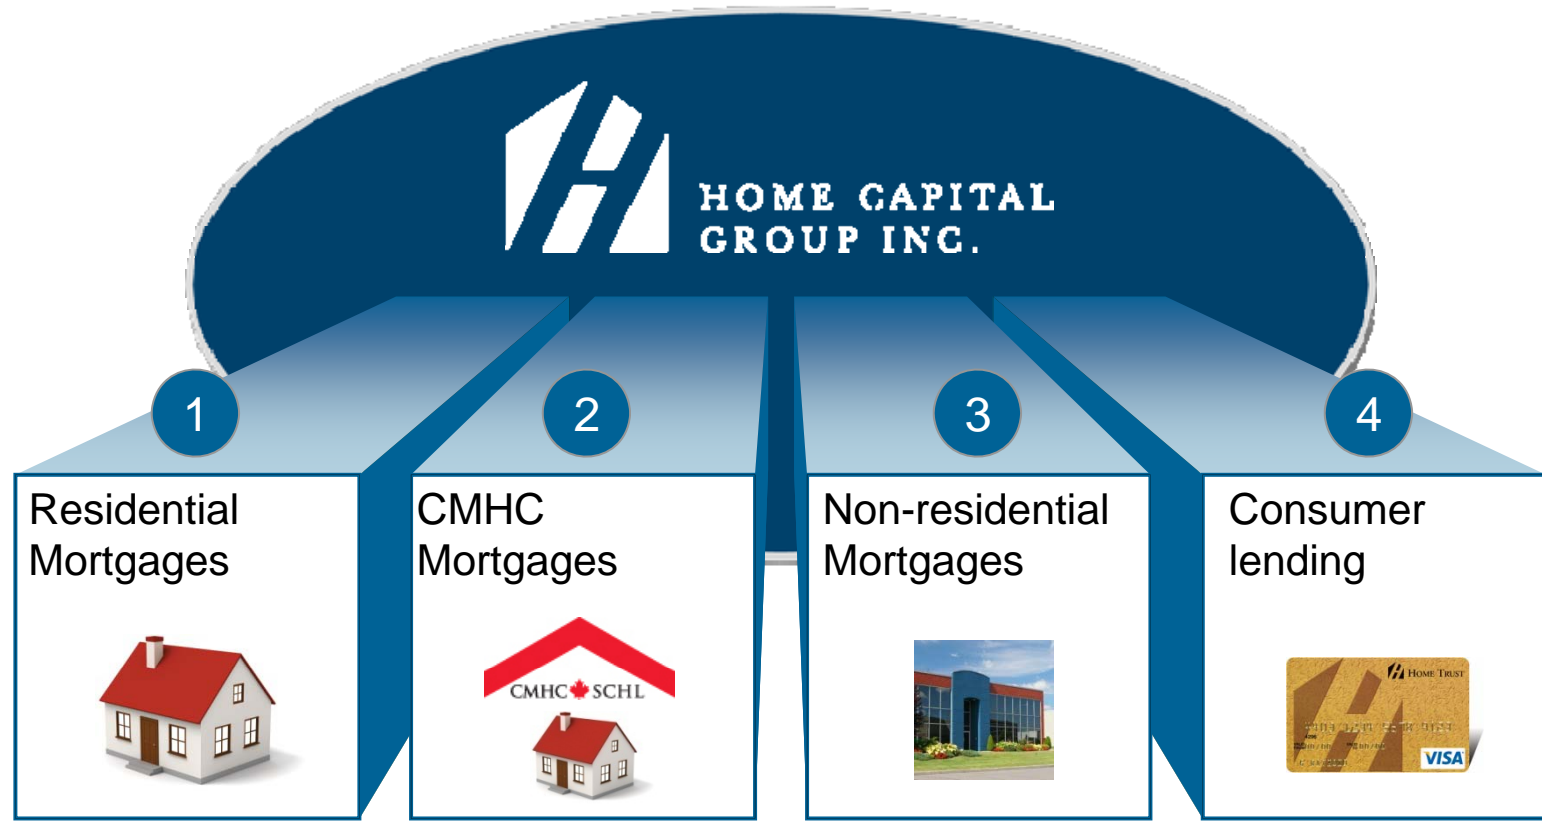 HOME CAPITAL
GROUP INC.
1
2
3
4
Residential
Mortgages
CMHC
Mortgages
CMHC SCHL
Non-residential
Mortgages
Consumer
lending
HOME TRUST
VISA